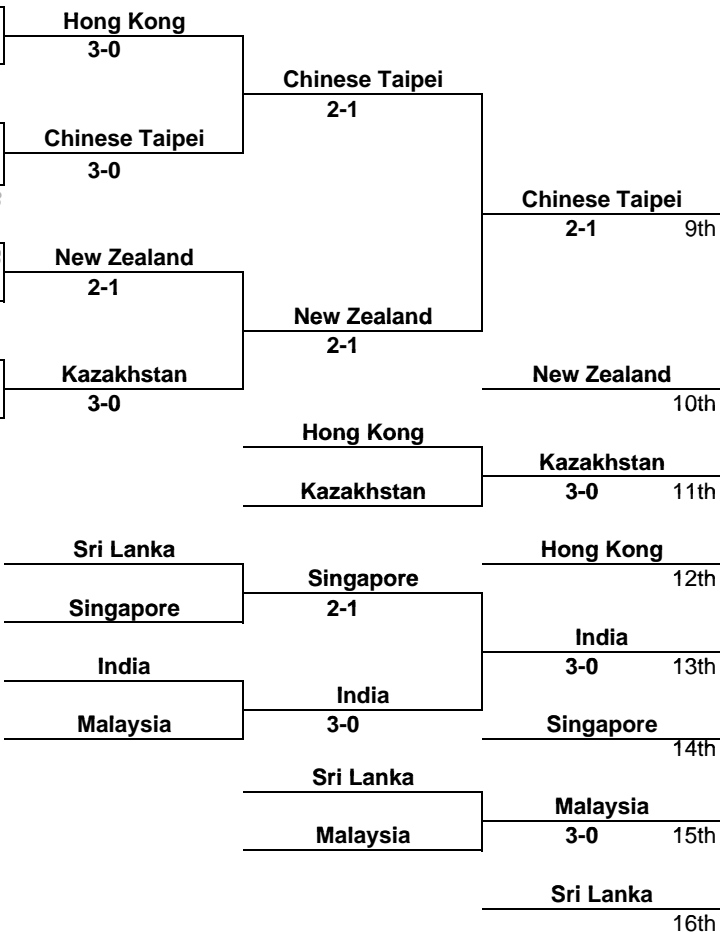 Hong Kong
3-0
Chinese Taipei
2-1
Chinese Taipei
3-0
Chinese Taipei
2-1 9th
New Zealand
2-1
New Zealand
2-1
Kazakhstan
3-0
New Zealand
10th
Hong Kong
Kazakhstan
3-0 11th
Kazakhstan
Sri Lanka
Hong Kong
12th
Singapore
2-1
Singapore
India
3-0 13th
India
India
3-0
Malaysia
Singapore
14th
Sri Lanka
Malaysia
3-0 15th
Malaysia
Sri Lanka
16th